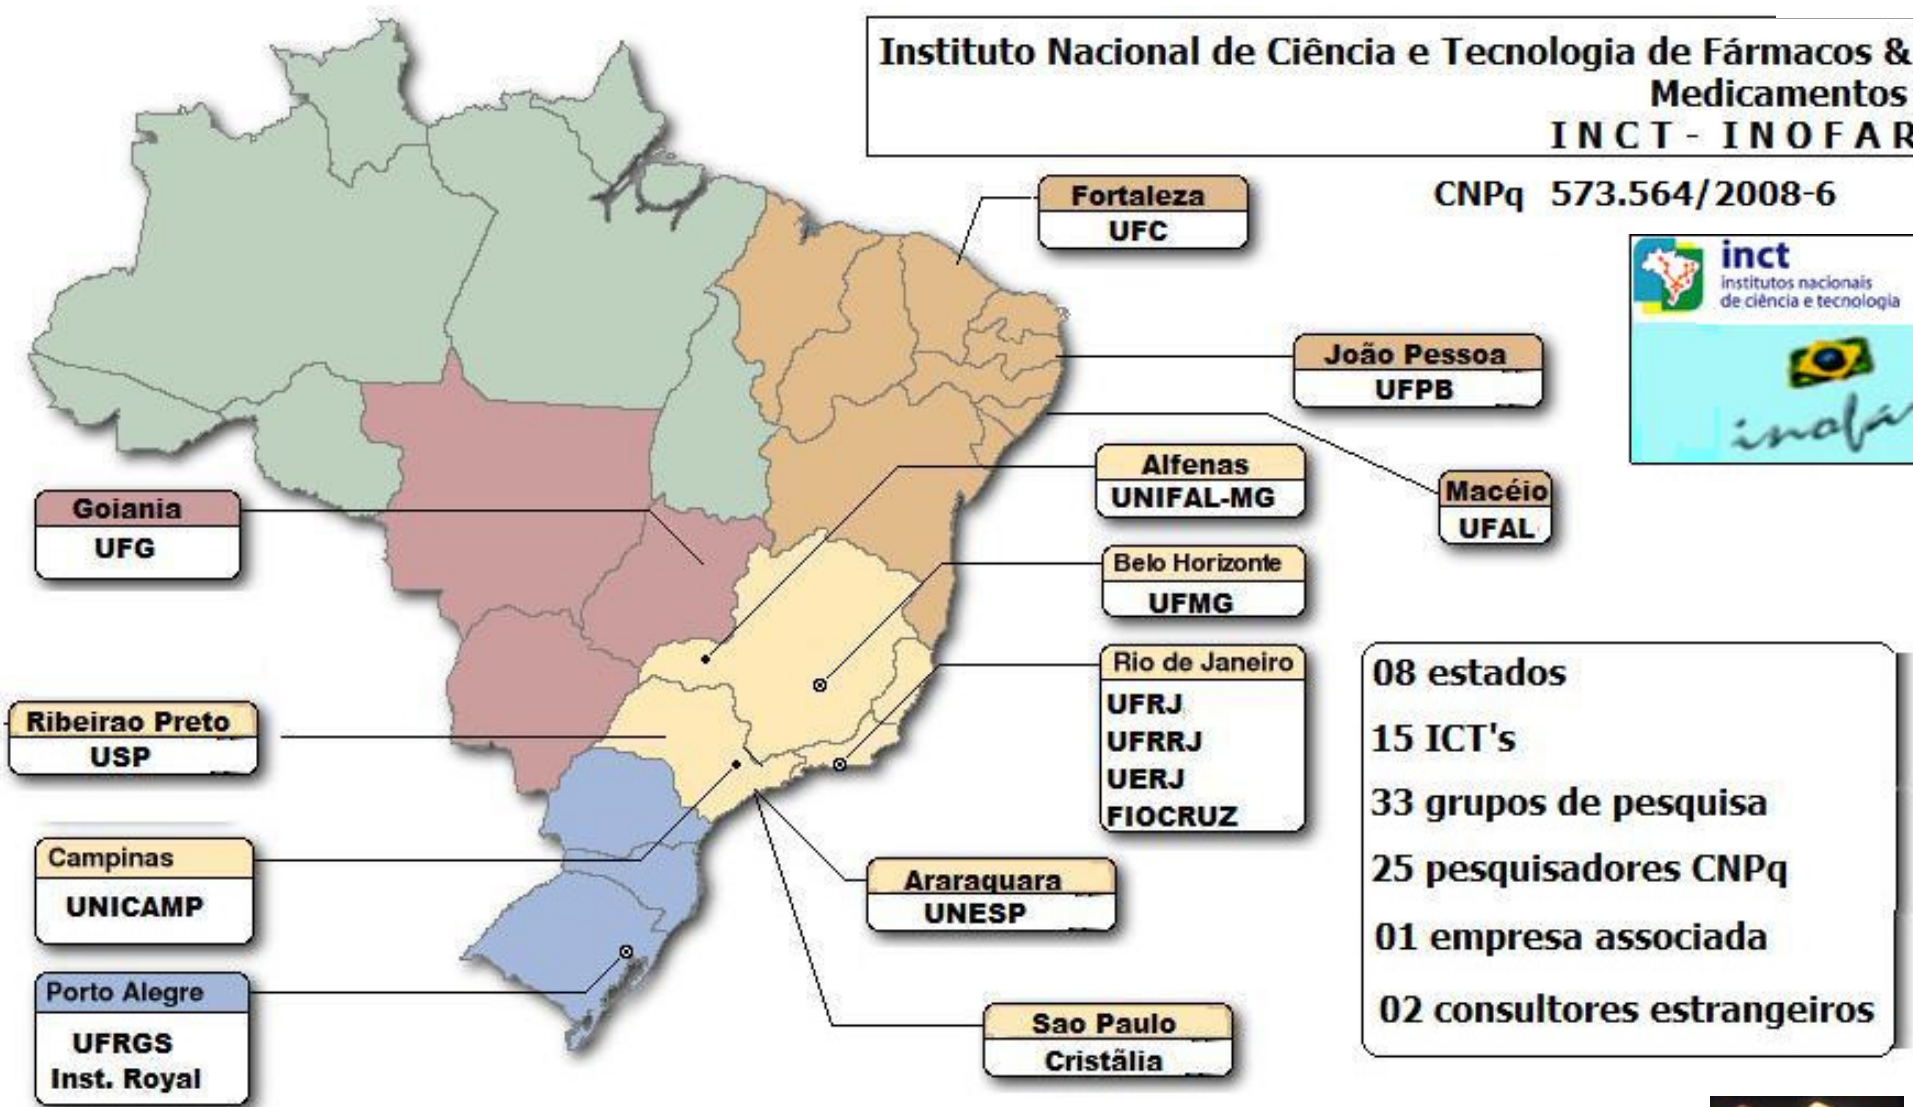 Instituto Nacional de Ciência e Tecnologia de Fármacos &
Medicamentos
INCT - INOFAR
CNPq 573.564/2008-6
inct
institutos nacionais
de ciência e tecnologia
inofá
Fortaleza
UFC
João Pessoa
UFPB
Alfenas
UNIFAL-MG
Macéio
UFAL
Goiania
UFG
Belo Horizonte
UFMG
Rio de Janeiro
UFRJ
UFRRJ
UERJ
FIOCRUZ
Ribeirao Preto
USP
Campinas
UNICAMP
Araraquara
UNESP
Porto Alegre
UFRGS
Inst. Royal
Sao Paulo
Cristãlia
08 estados
15 ICT's
33 grupos de pesquisa
25 pesquisadores CNPq
01 empresa associada
02 consultores estrangeiros